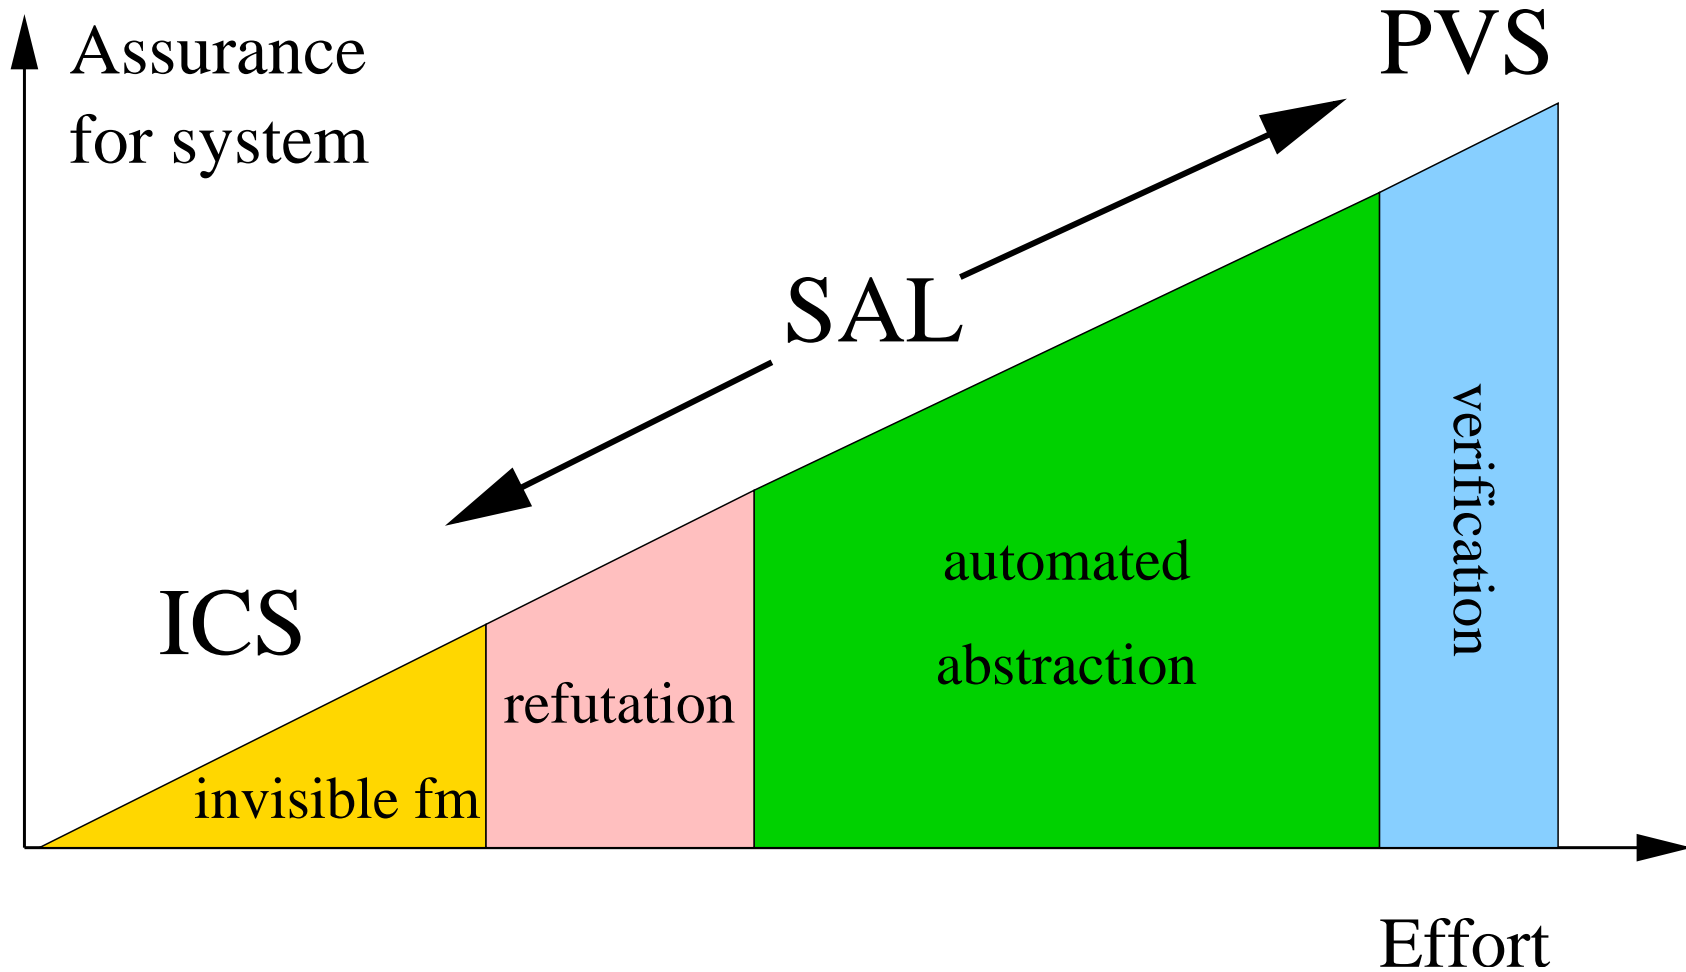 Assurance
for system
PVS
SAL
ICS
verification
automated
abstraction
refutation
invisible fm
Effort